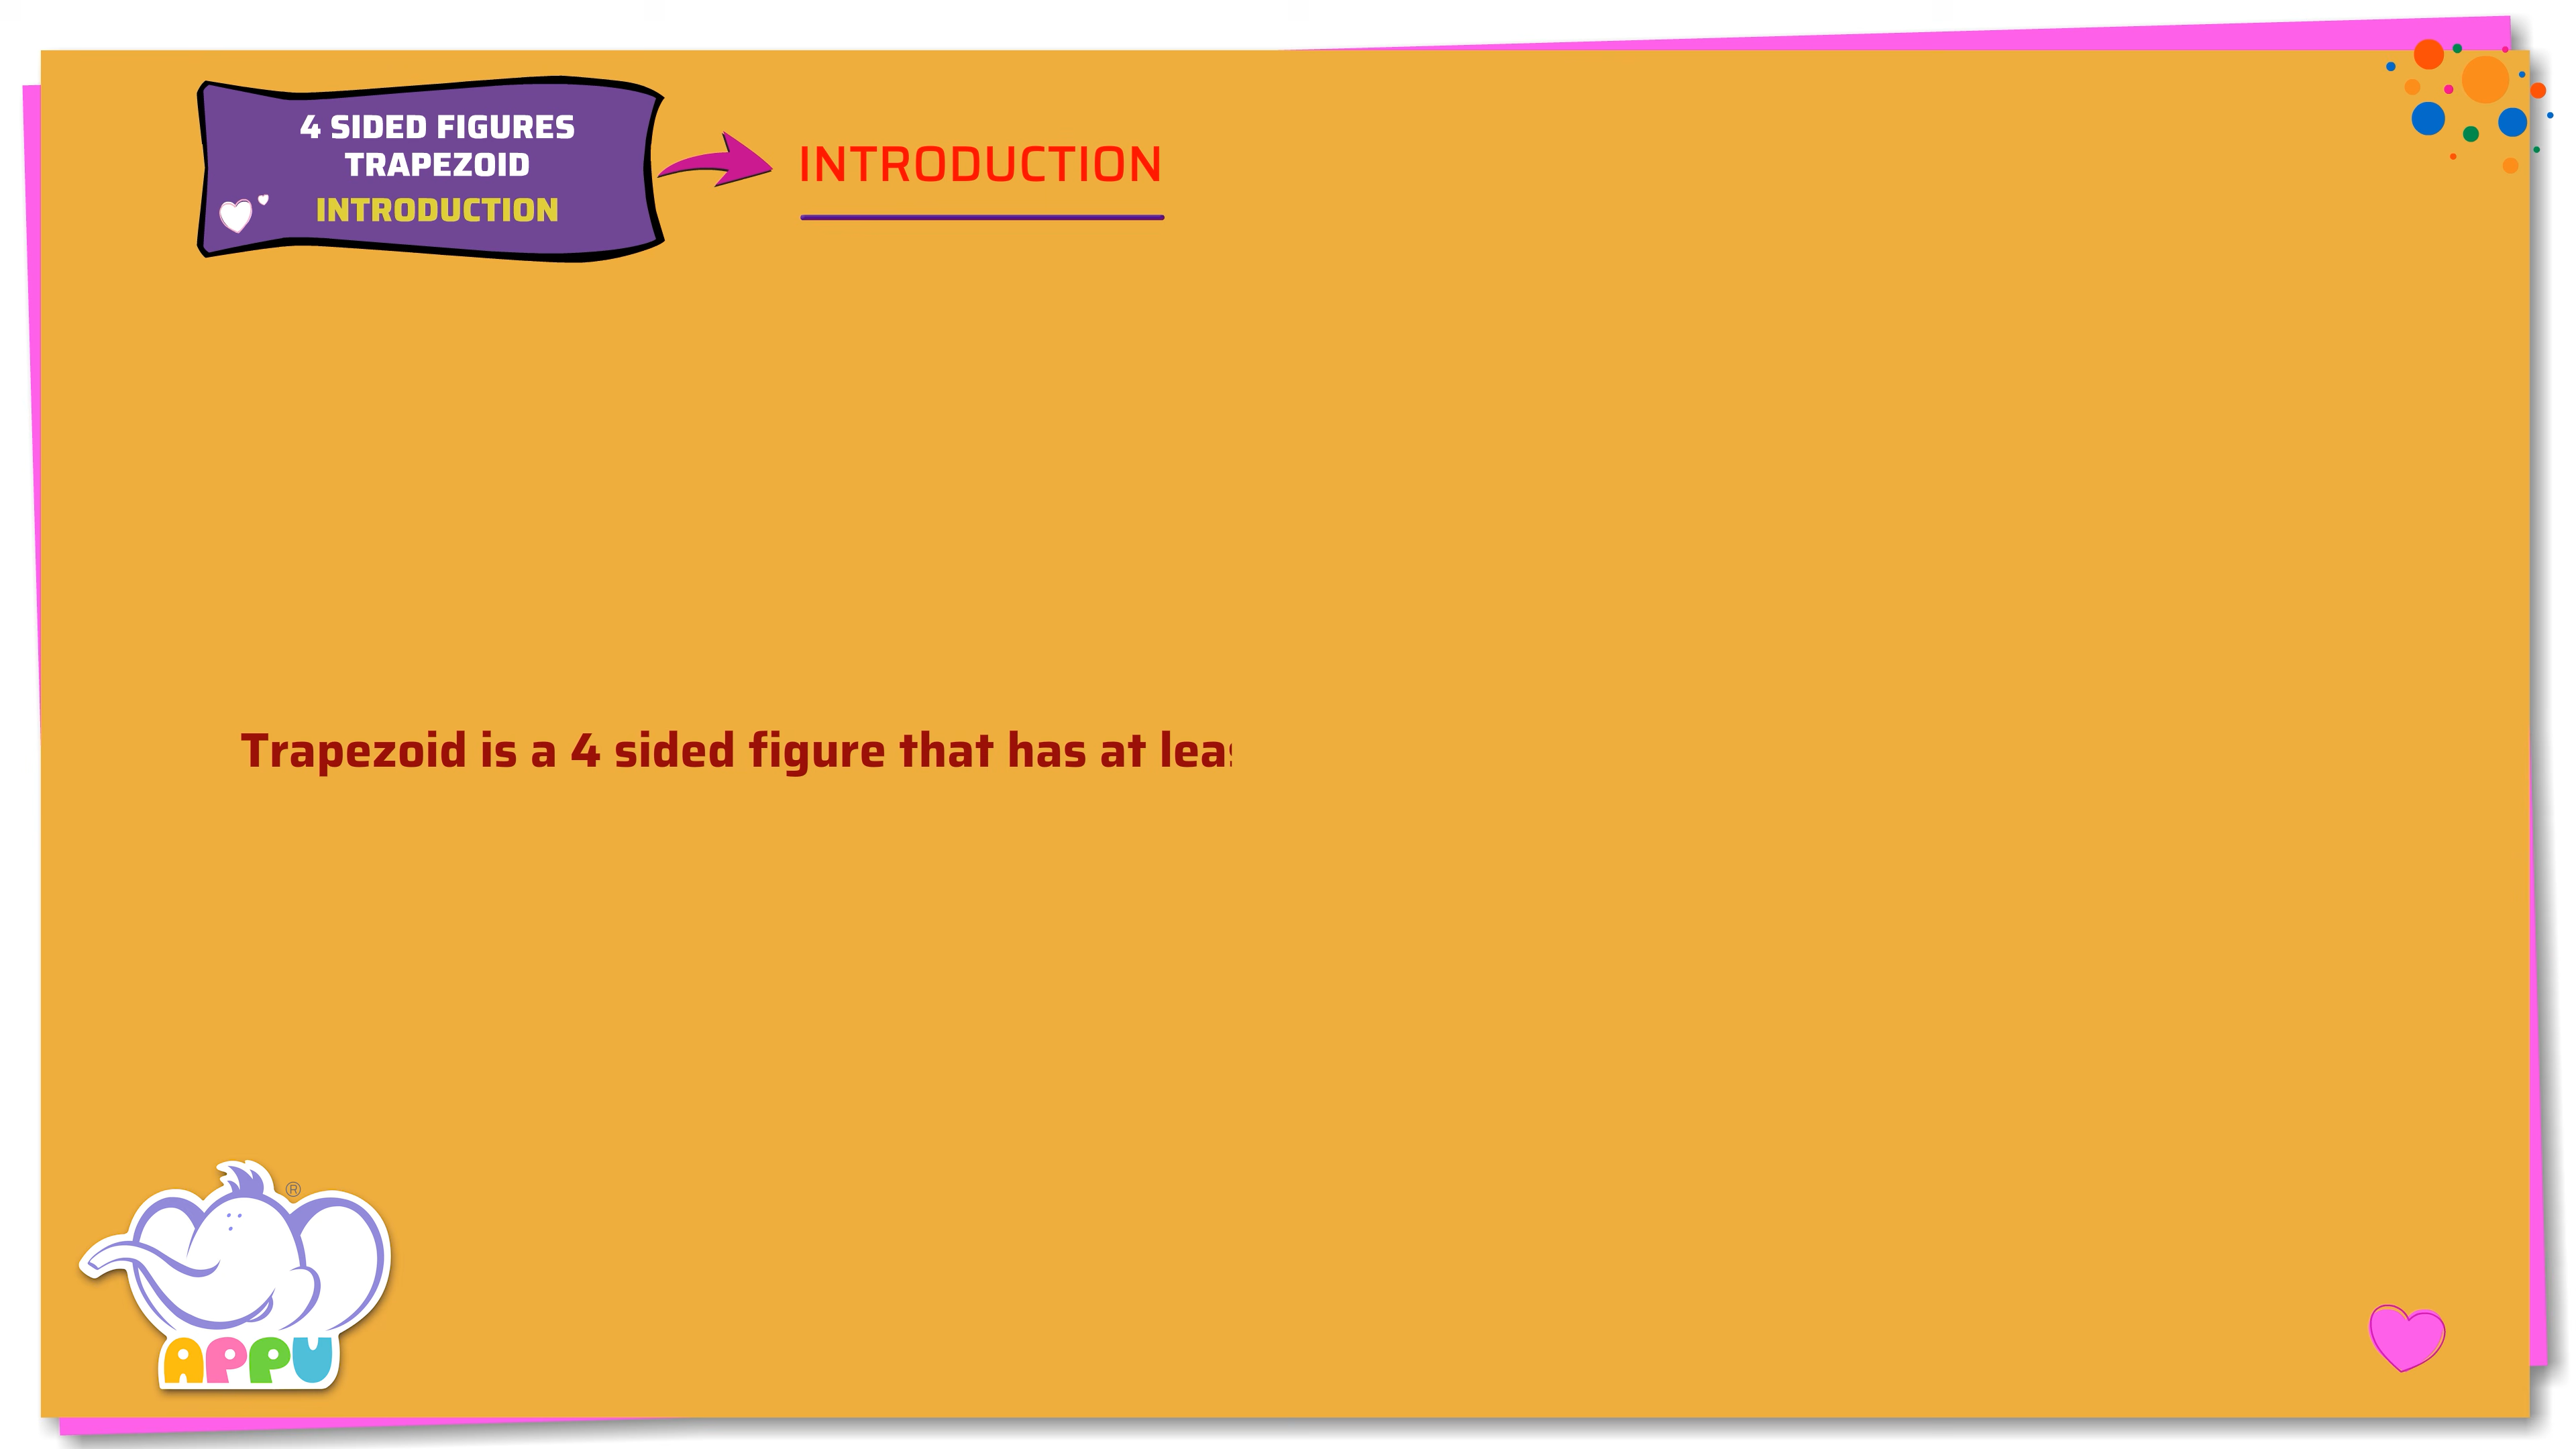 4 SIDED FIGURES
TRAPEZOID
INTRODUCTION
INTRODUCTION
Trapezoid is a 4 sided figure that has at
®
APPU